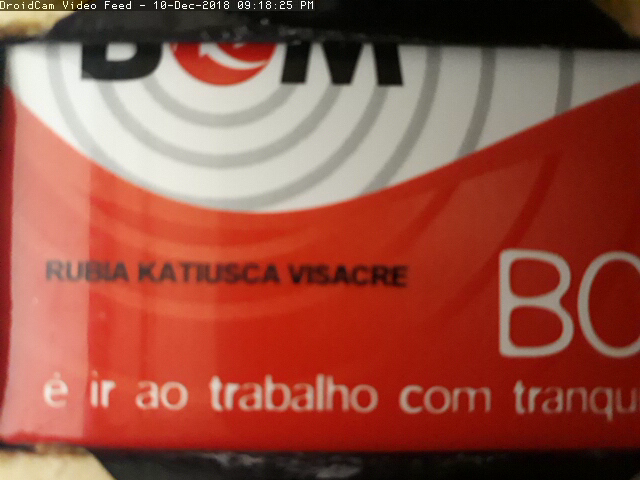 DroidCam Video Feed - 10-Dec-2018 09:18:25 PM
BOM
RUBIA KATIUSCA VISACRE
BO
é ir ao trabalho com tranqu